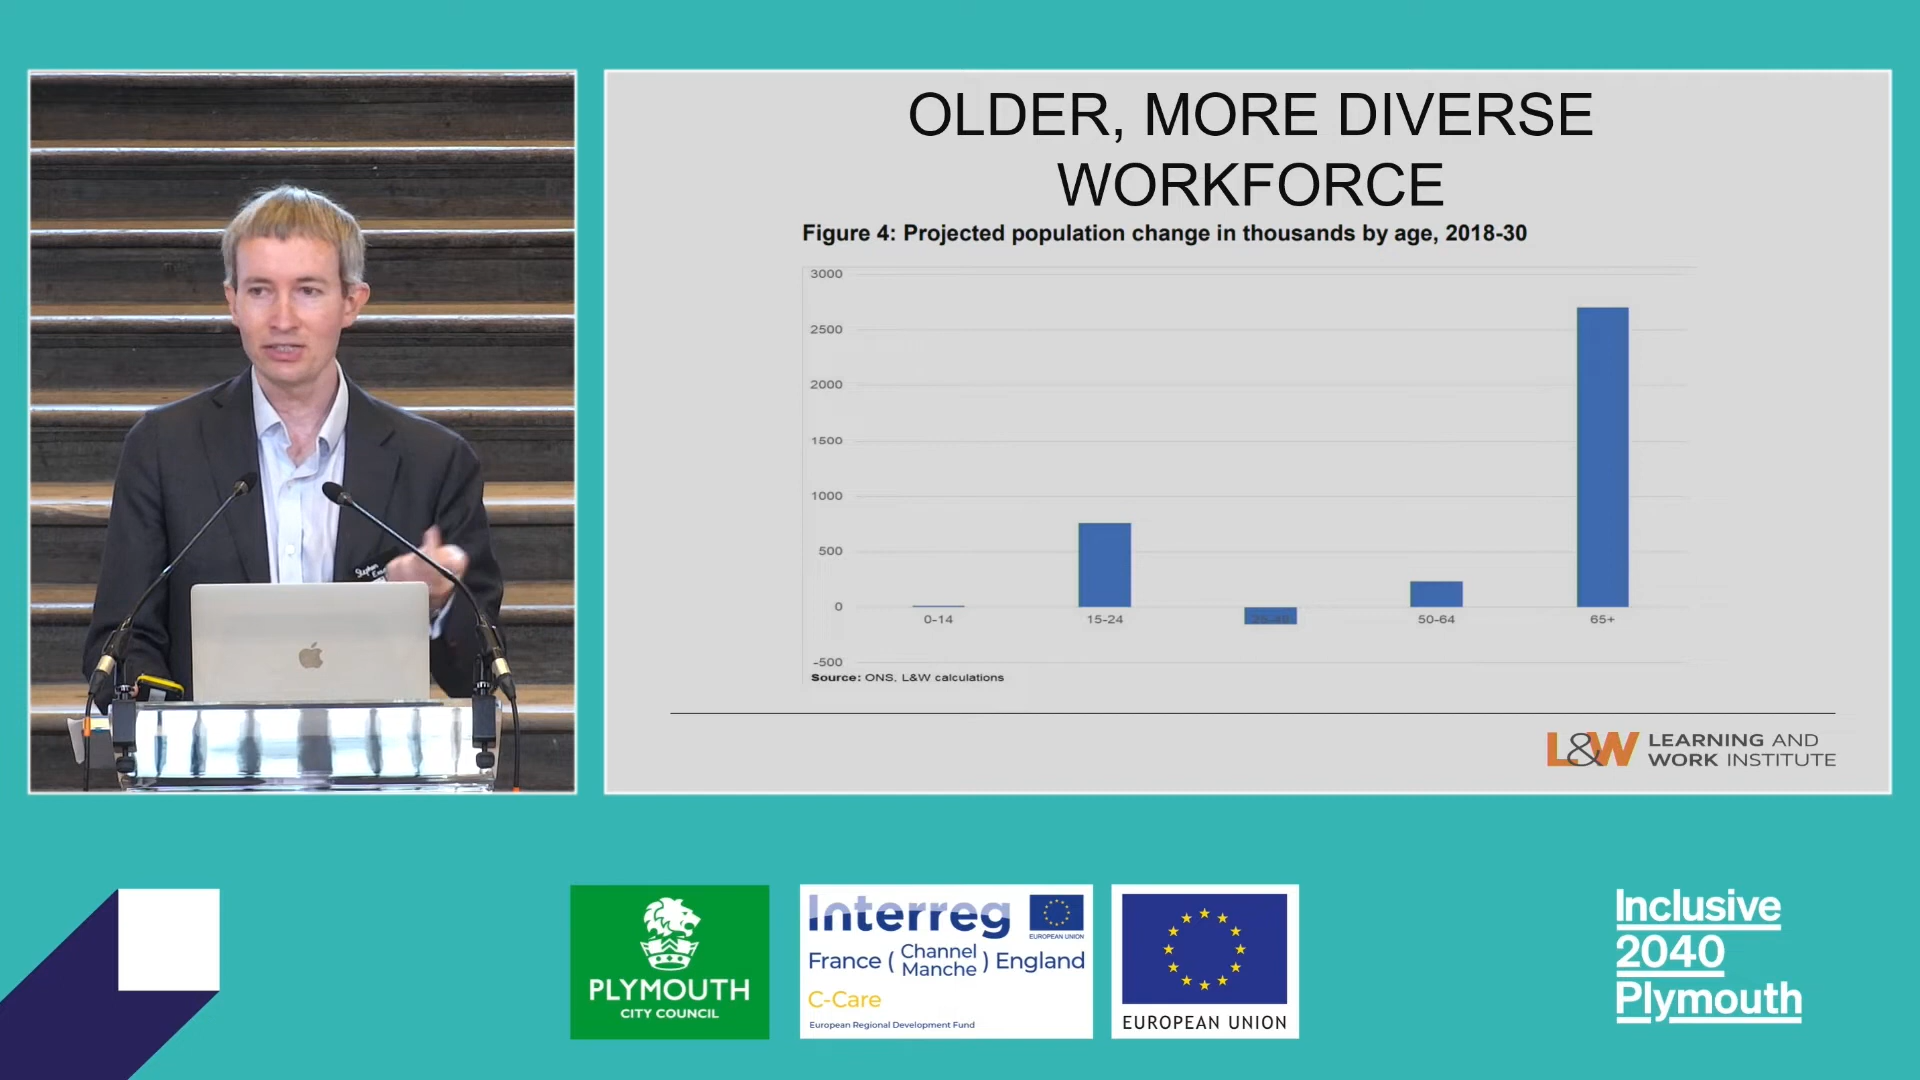 OLDER, MORE DIVERSE
WORKFORCE
Figure 4: Projected population change in thousands by age, 2018-30
3000
2500
2000
1500
1000
500
0
-500
0-14
15-24
25-49
50-64
65+
Source: ONS, L&W calculations
L&W LEARNING AND
WORK INSTITUTE
Stephen
PLYMOUTH
CITY COUNCIL
Interreg
EUROPEAN UNION
France ( Channel
Manche ) England
C-Care
European Regional Development Fund
EUROPEAN UNION
Inclusive
2040
Plymouth